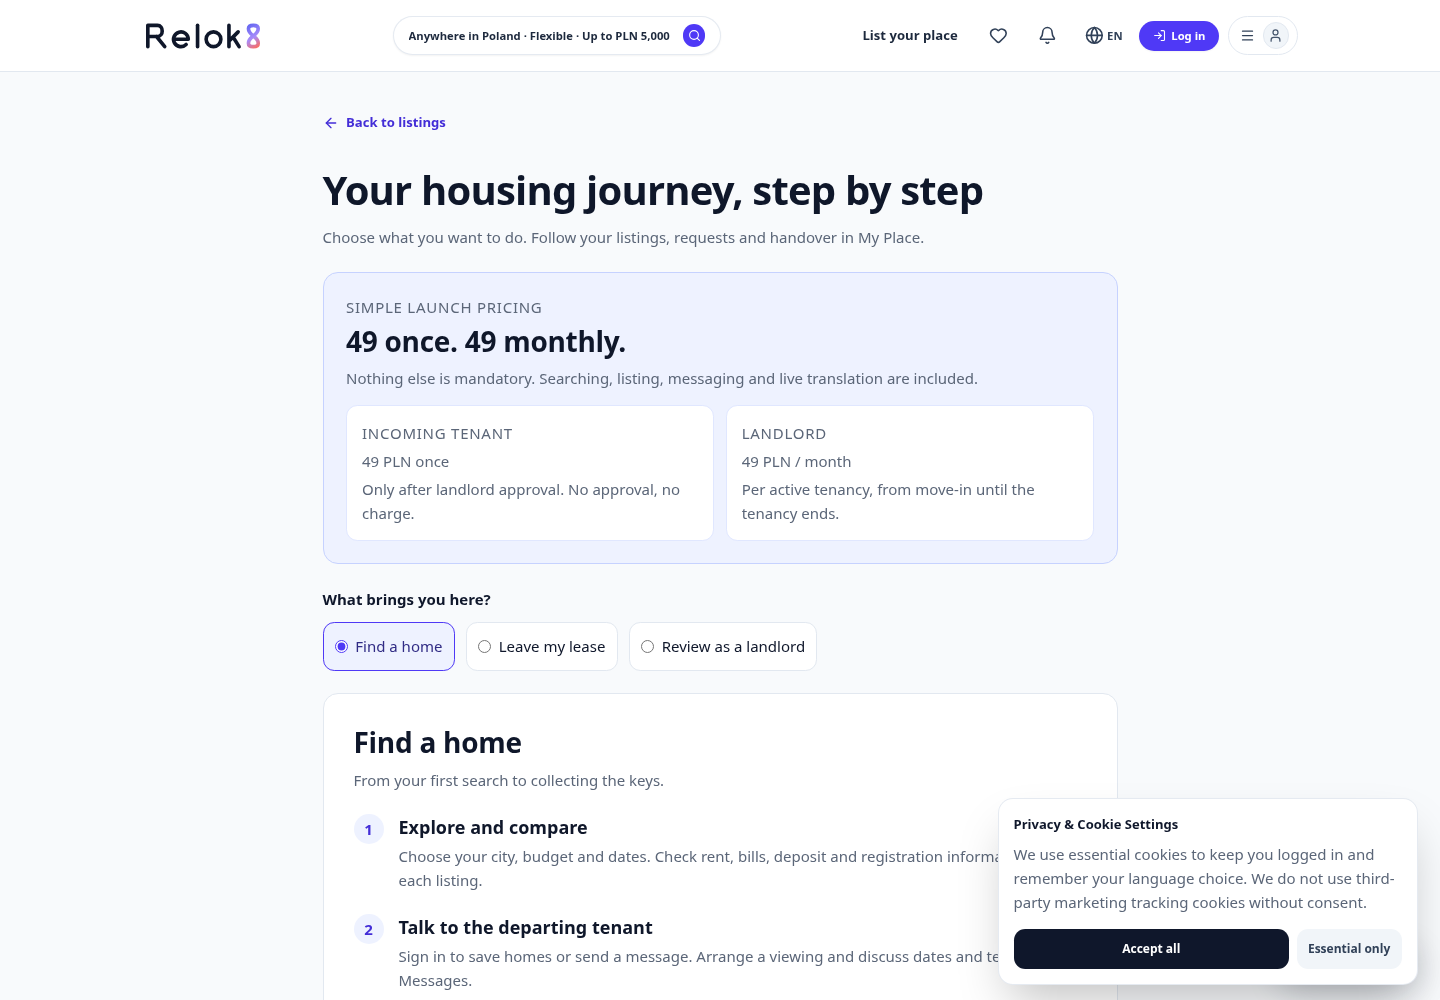 Relok8
Anywhere in Poland · Flexible · Up to PLN 5,000
List your place
EN
Log in
Back to listings
Your housing journey, step by step
Choose what you want to do. Follow your listings, requests and handover in My Place.
SIMPLE LAUNCH PRICING
49 once. 49 monthly.
Nothing else is mandatory. Searching, listing, messaging and live translation are included.
INCOMING TENANT
49 PLN once
Only after landlord approval. No approval, no
charge.
LANDLORD
49 PLN / month
Per active tenancy, from move-in until the
tenancy ends.
What brings you here?
Find a home
Leave my lease
Review as a landlord
Find a home
From your first search to collecting the keys.
1
Explore and compare
Choose your city, budget and dates. Check rent, bills, deposit and registration
each listing.
2
Talk to the departing tenant
Sign in to save homes or send a message. Arrange a viewing and discuss dates and
Messages.
Privacy & Cookie Settings
We use essential cookies to keep you logged in and
remember your language choice. We do not use third-
party marketing tracking cookies without consent.
Accept all
Essential only